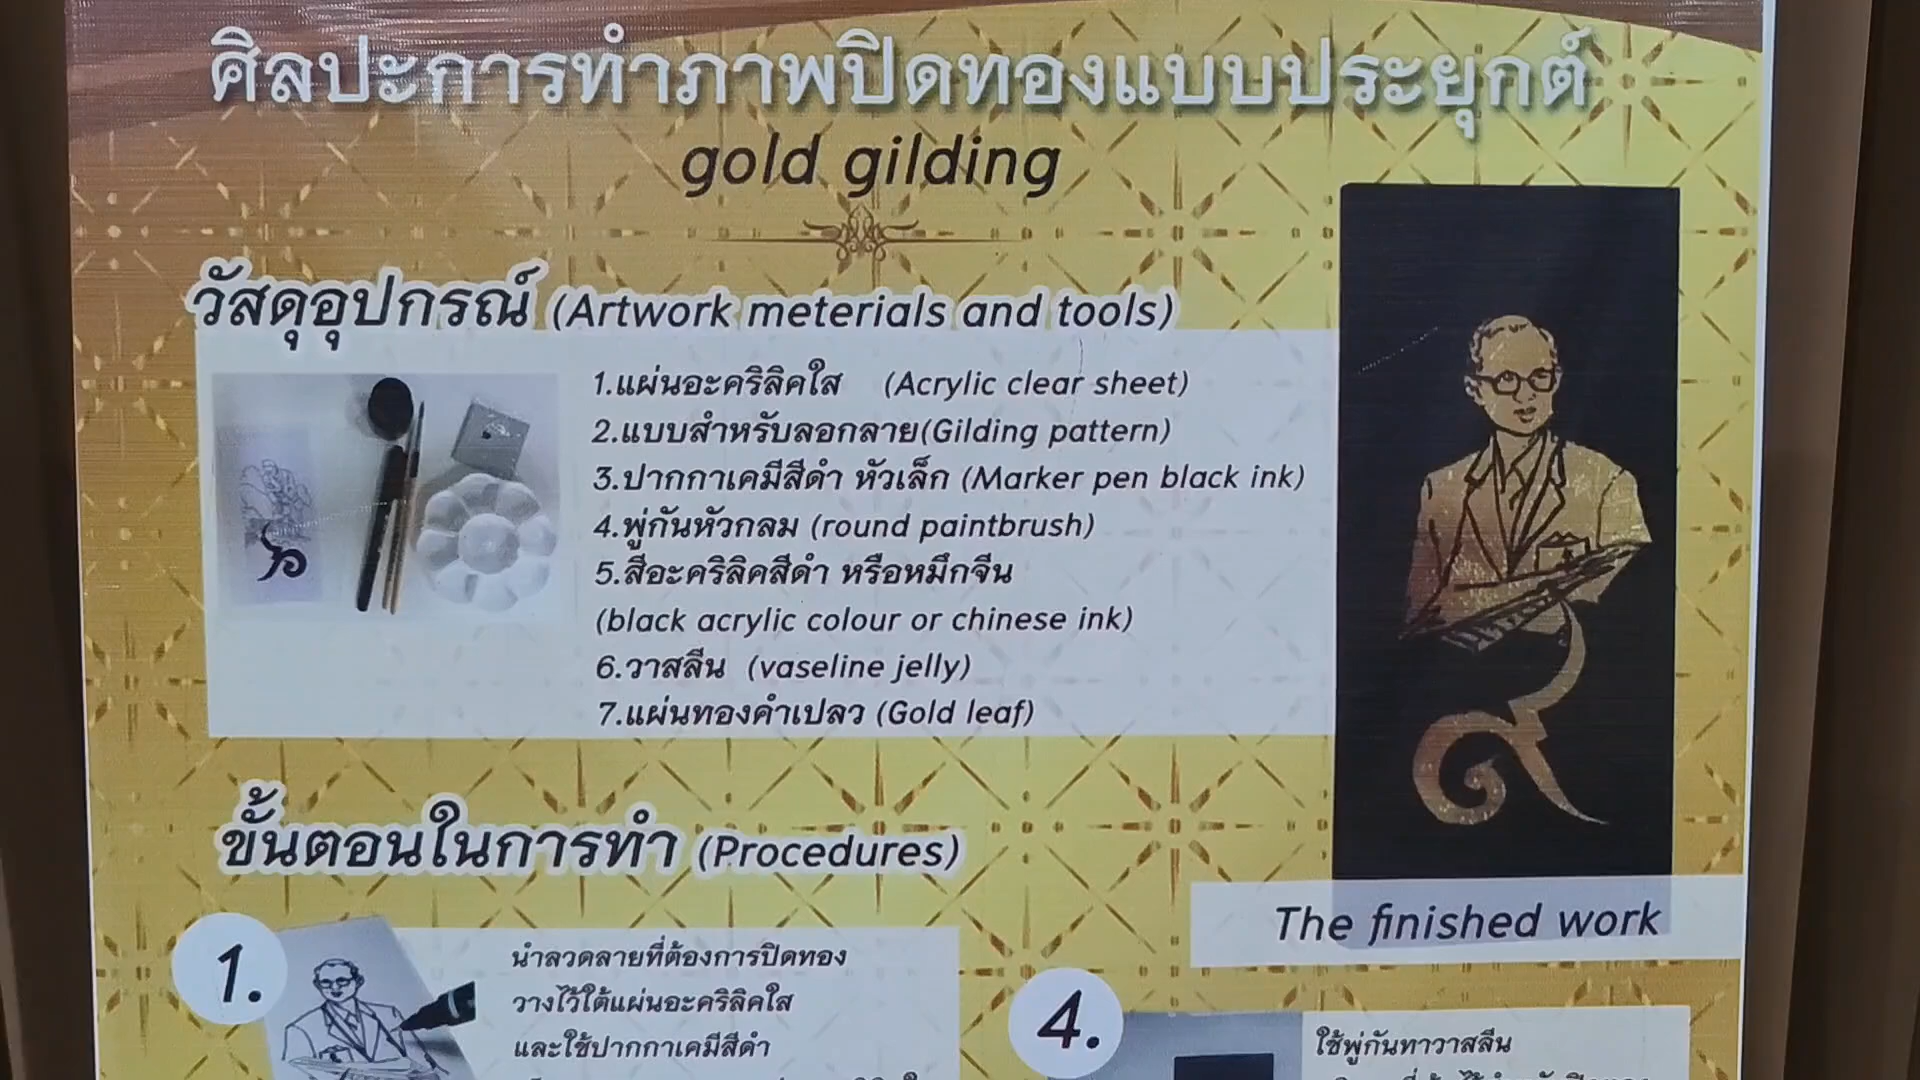 ศิลปะการทำภาพปิดทองแบบประยุกต์
gold gilding
วัสดุอุปกรณ์ (Artwork meterials and tools)
1.แผ่นอะคริลิคใส (Acrylic clear sheet)
2.แบบสำหรับลอกลาย(Gilding pattern)
3.ปากกาเคมีสีดำ หัวเล็ก (Marker pen black ink)
4.พู่กันหัวกลม (round paintbrush)
5.สีอะคริลิคสีดำ หรือหมึกจีน
(black acrylic colour or chinese ink)
6.วาสลีน (vaseline jelly)
7.แผ่นทองคำเปลว (Gold leaf)
๙
๙
The finished work
ขั้นตอนในการทำ (Procedures)
1.
นำลวดลายที่ต้องการปิดทอง
วางไว้ใต้แผ่นอะคริลิคใส
และใช้ปากกาเคมีสีดำ
4.
ใช้พู่กันทาวาสลีน